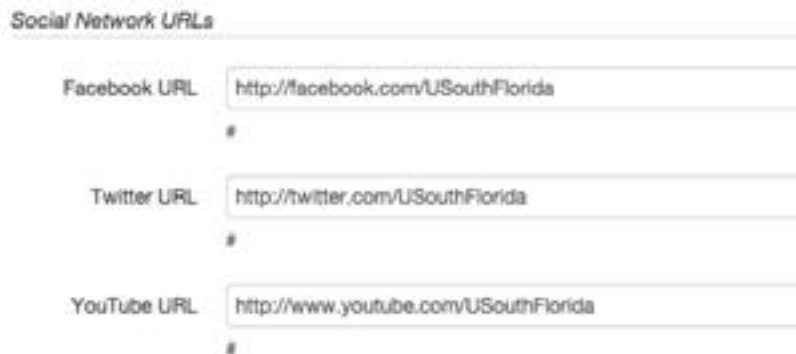 Social Network URLs
Facebook URL http://facebook.com/USouthFlorida
#
Twitter URL http://twitter.com/USouthFlorida
#
YouTube URL http://www.youtube.com/USouthFlorida
#